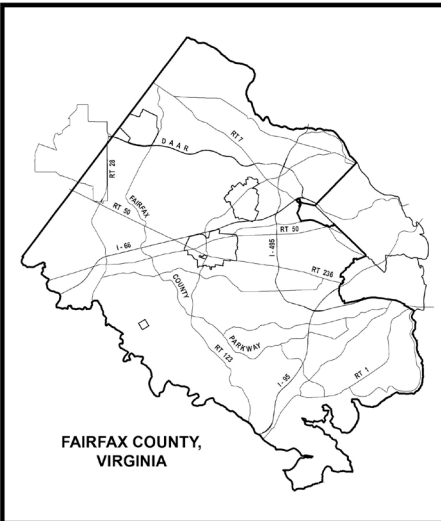 RT 7
DAAR
RT 28
FAIRFAX
RT 50
RT 50
I - 66
I - 495
COUNTY
RT 236
PARKWAY
RT 123
I - 95
RT 1
FAIRFAX COUNTY,
VIRGINIA